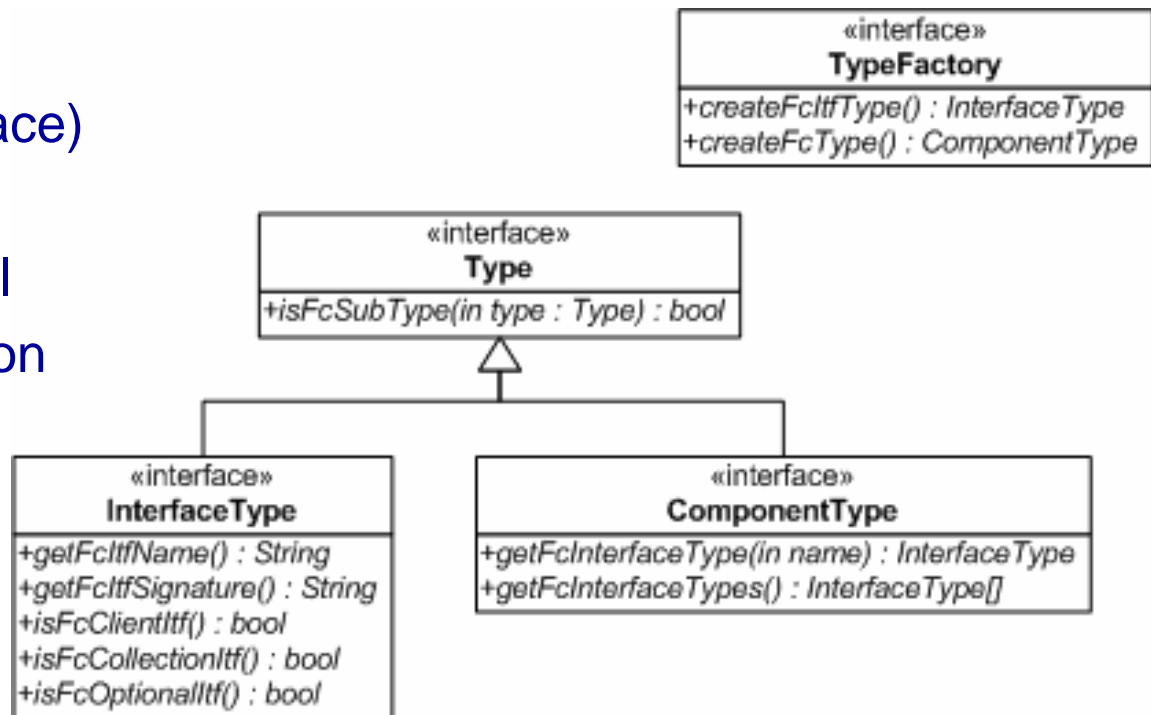 ace)
l
on
«interface»
TypeFactory
+createFcItfType() : InterfaceType
+createFcType() : ComponentType
«interface»
Type
+isFcSubType(in type : Type) : bool
«interface»
InterfaceType
+getFcItfName() : String
+getFcItfSignature() : String
+isFcClientItf() : bool
+isFcCollectionItf() : bool
+isFcOptionalItf() : bool
«interface»
ComponentType
+getFcInterfaceType(in name) : InterfaceType
+getFcInterfaceTypes() : InterfaceType[]